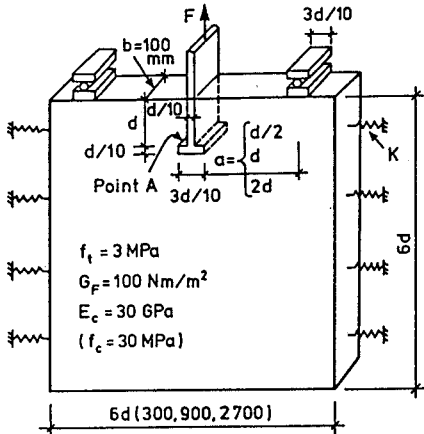 F
3d/10
b=100
mm
d/10
d
d/10
Point A
3d/10
a=
d/2
d
2d
K
6d
f_t = 3 MPa
G_F = 100 Nm/m²
E_c = 30 GPa
(f_c = 30 MPa)
6d (300, 900, 2700)